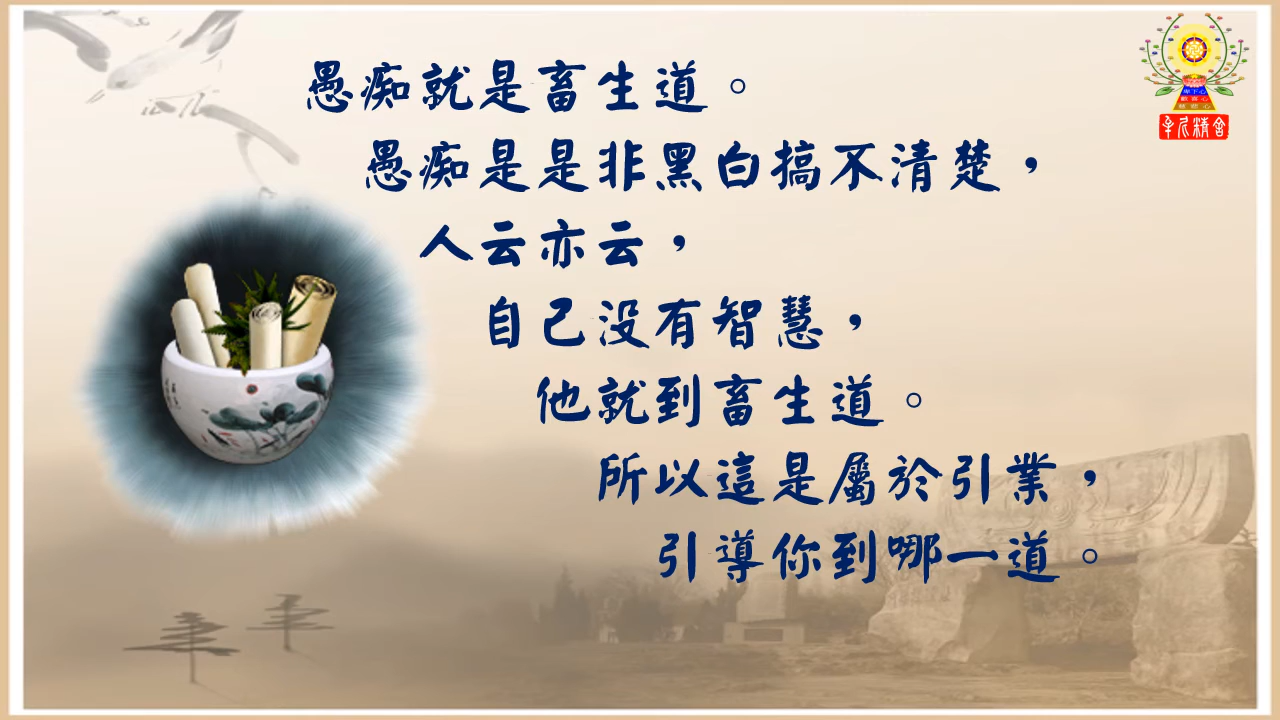 愚痴就是畜生道。
愚痴是是非黑白搞不清楚，
人云亦云，
自己没有智慧，
他就到畜生道。
所以這是屬於引業，
引導你到哪一道。